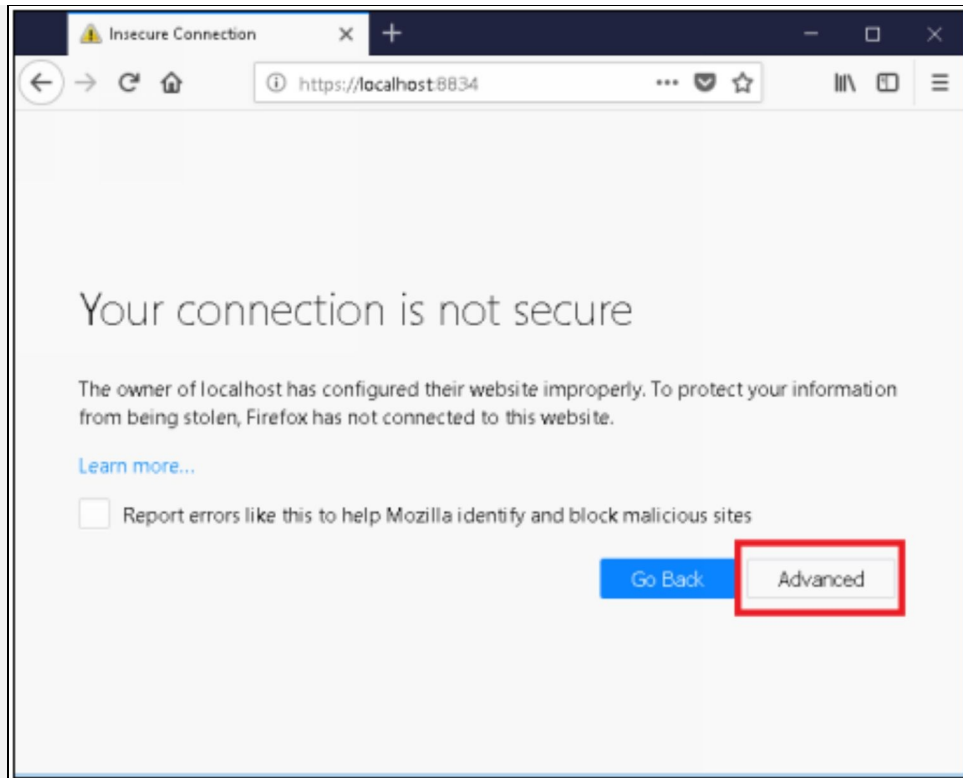 Insecure Connection
https://localhost:8834
Your connection is not secure
The owner of localhost has configured their website improperly. To protect your information
from being stolen, Firefox has not connected to this website.
Learn more...
Report errors like this to help Mozilla identify and block malicious sites
Go Back Advanced